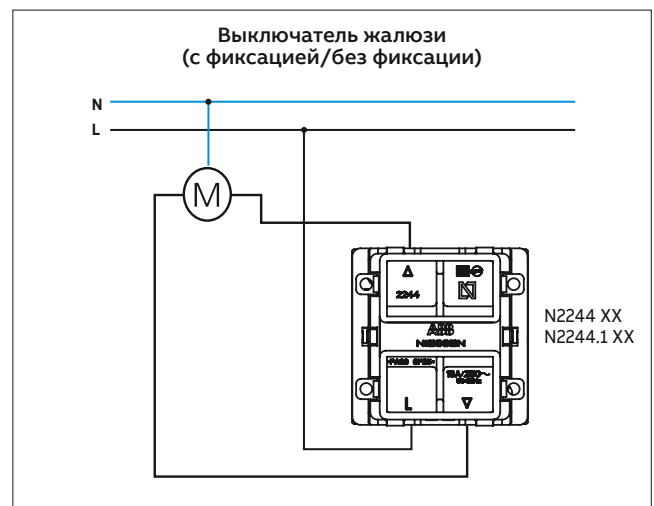 Выключатель жалюзи
(с фиксацией/без фиксации)
N
L
M
2244
N
ABB
NIESSEN
L
N2244 XX
N2244.1 XX